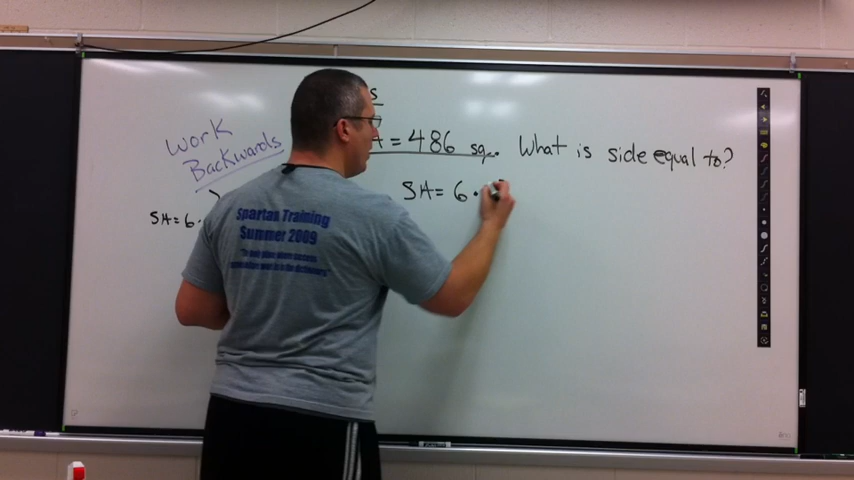 s
Work
Backwards
A = 486 sq. What is side equal to?
SA = 6 ·
SA = 6 ·
Spartan Training
Summer 2009